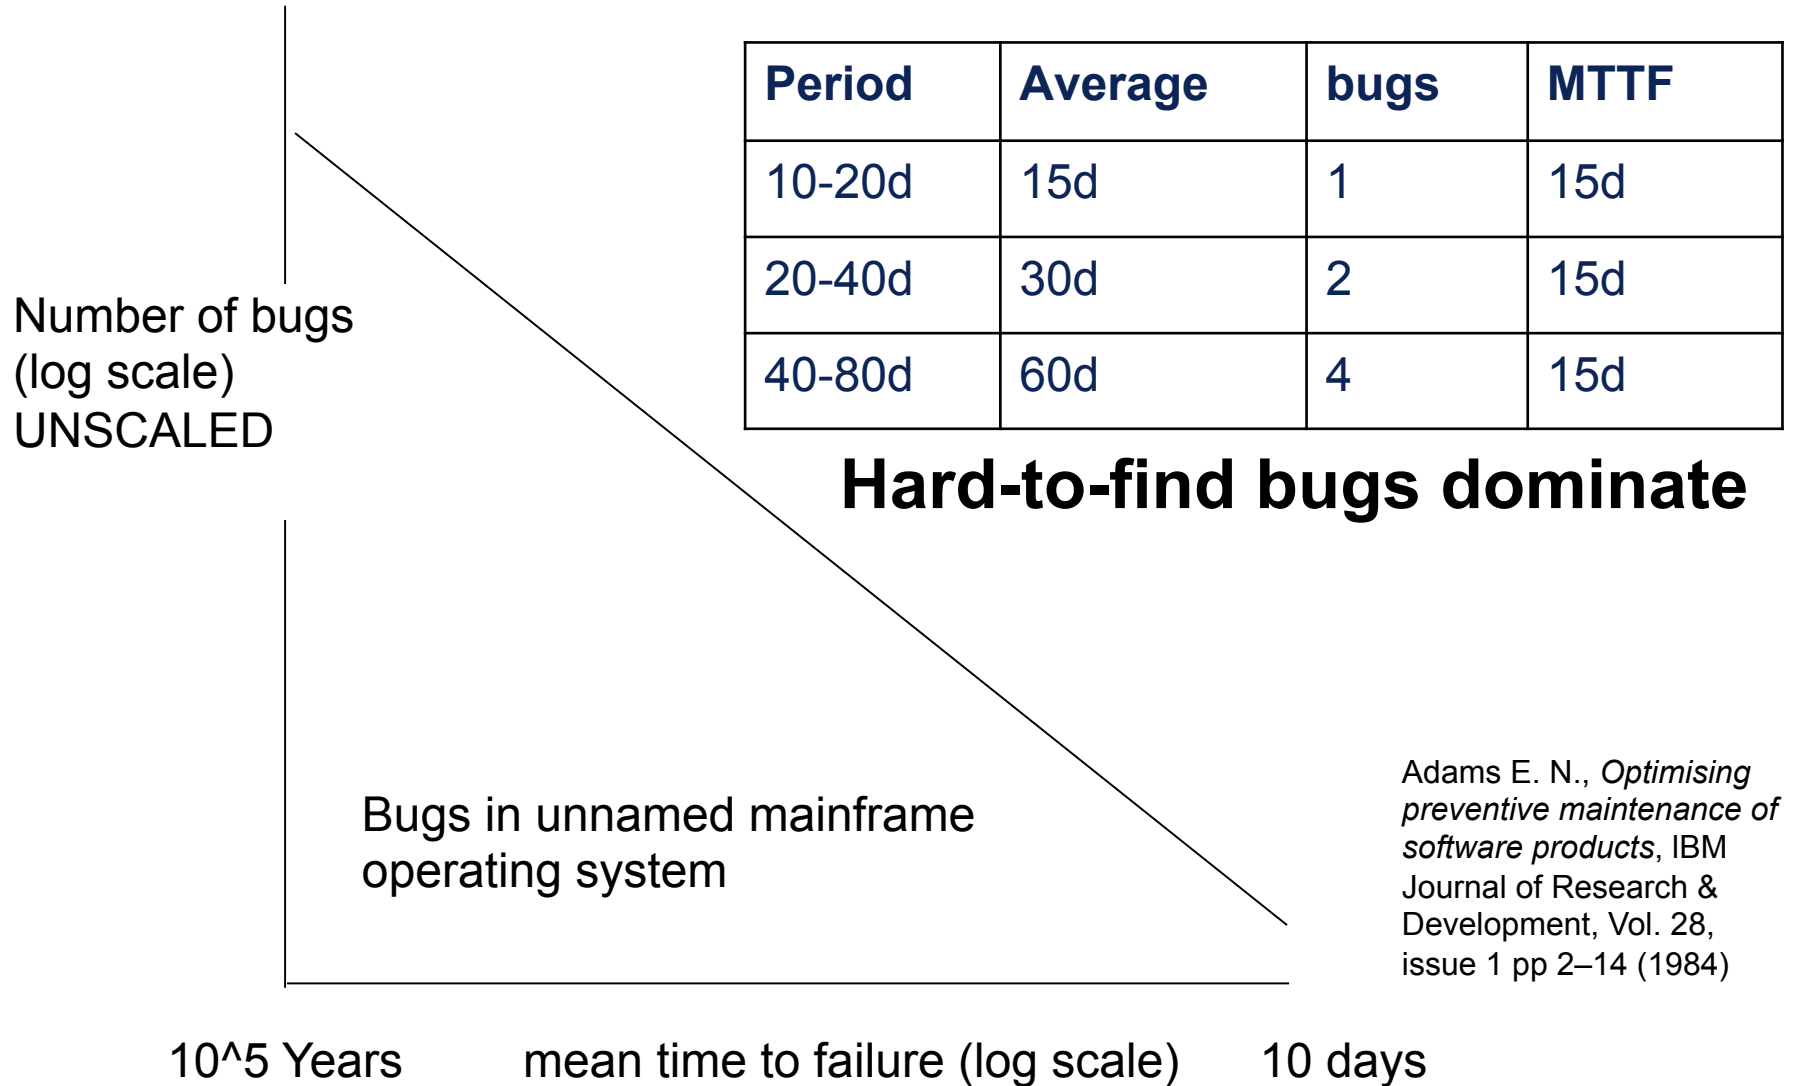 Period Average bugs MTTF
10-20d 15d 1 15d
20-40d 30d 2 15d
40-80d 60d 4 15d
Number of bugs
(log scale)
UNSCALED
Hard-to-find bugs dominate
Bugs in unnamed mainframe
operating system
Adams E. N., Optimising
preventive maintenance of
software products, IBM
Journal of Research &
Development, Vol. 28,
issue 1 pp 2–14 (1984)
10^5 Years mean time to failure (log scale) 10 days